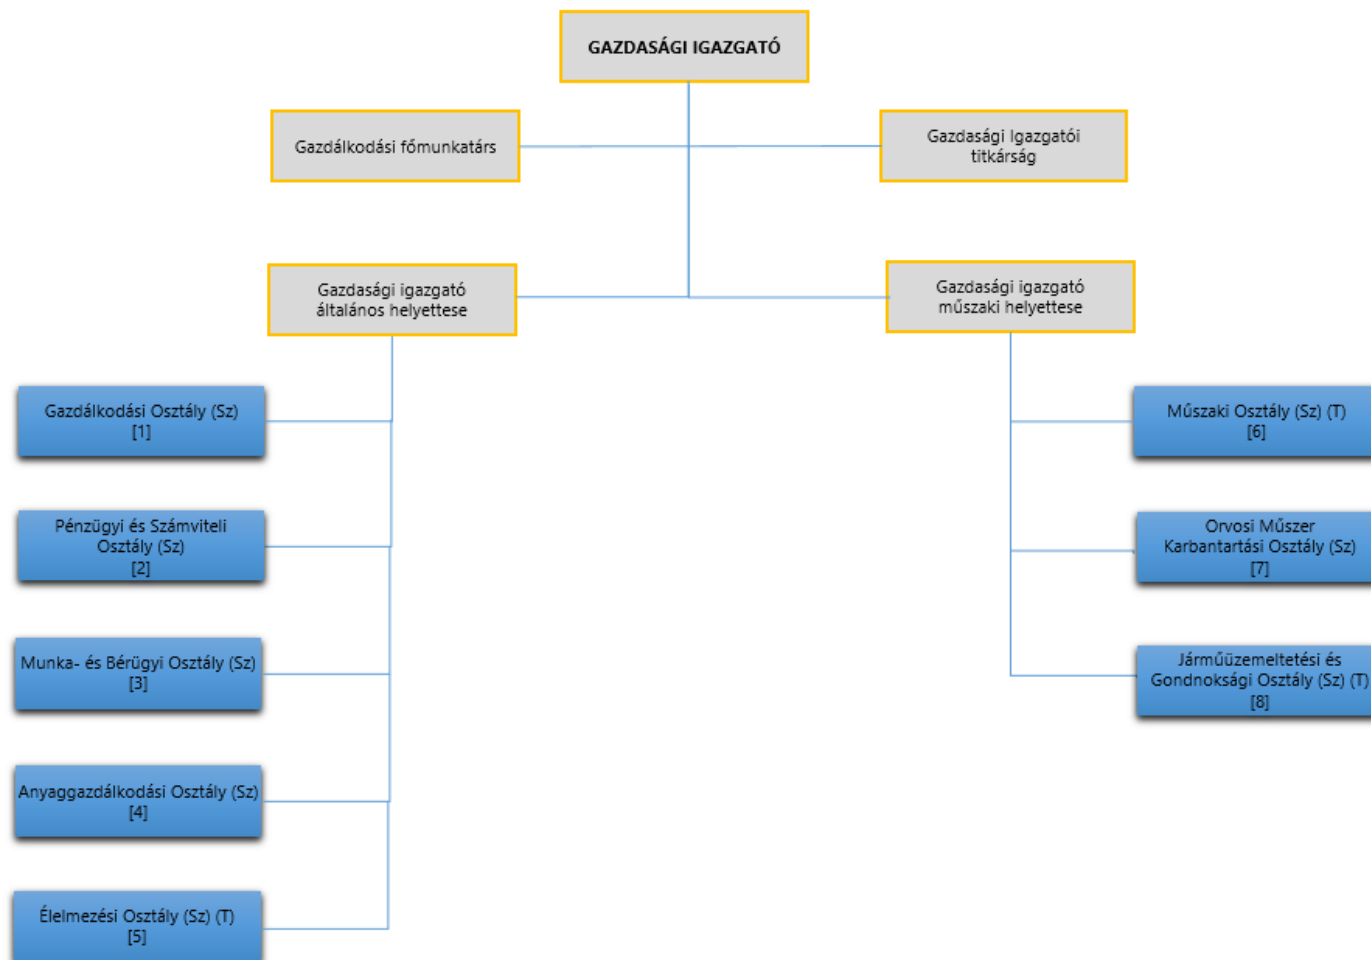 GAZDASÁGI IGAZGATÓ
Gazdálkodási főmunkatárs
Gazdasági Igazgatói
titkárság
Gazdasági igazgató
általános helyettese
Gazdasági igazgató
műszaki helyettese
Gazdálkodási Osztály (Sz)
[1]
Pénzügyi és Számviteli
Osztály (Sz)
[2]
Munka- és Bérügyi Osztály (Sz)
[3]
Anyaggazdálkodási Osztály (Sz)
[4]
Élelmezési Osztály (Sz) (T)
[5]
Műszaki Osztály (Sz) (T)
[6]
Orvosi Műszer
Karbantartási Osztály (Sz)
[7]
Járműüzemeltetési és
Gondnoksági Osztály (Sz) (T)
[8]